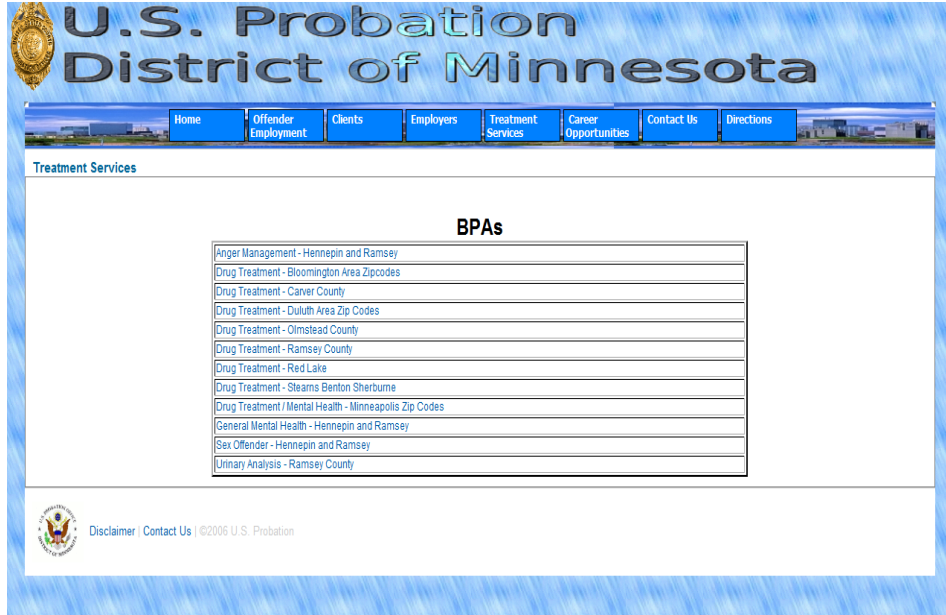 U.S. Probation
District of Minnesota
Home
Offender
Employment
Clients
Employers
Treatment
Services
Career
Opportunities
Contact Us
Directions
Treatment Services
BPAs
Anger Management - Hennepin and Ramsey
Drug Treatment - Bloomington Area Zipcodes
Drug Treatment - Carver County
Drug Treatment - Duluth Area Zip Codes
Drug Treatment - Olmstead County
Drug Treatment - Ramsey County
Drug Treatment - Red Lake
Drug Treatment - Stearns Benton Sherburne
Drug Treatment / Mental Health - Minneapolis Zip Codes
General Mental Health - Hennepin and Ramsey
Sex Offender - Hennepin and Ramsey
Urinary Analysis - Ramsey County
Disclaimer | Contact Us | ©2006 U.S. Probation